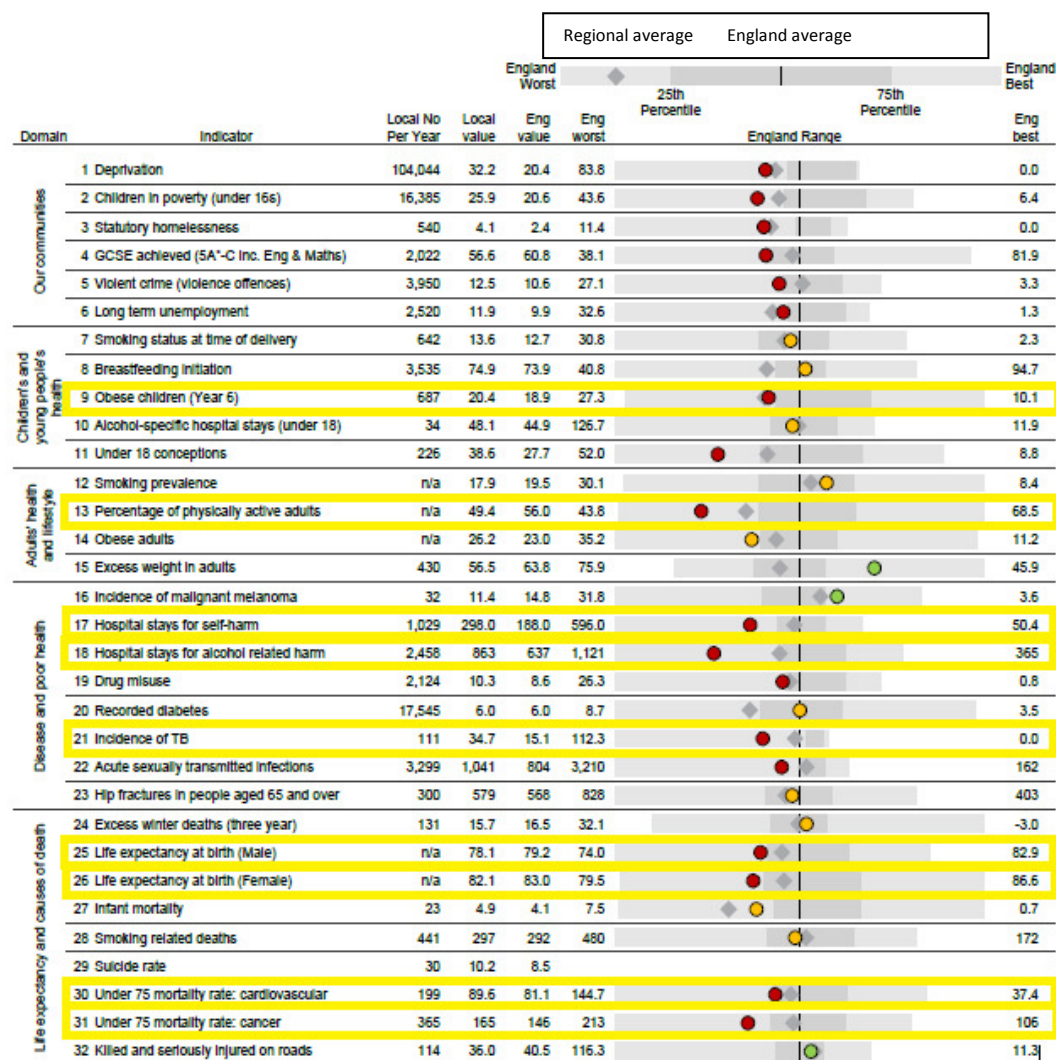 Regional average England average
England Worst England Best
25th Percentile 75th Percentile
Domain Indicator Local No Per Year Local value Eng value Eng worst England Range Eng best
Our communities
1 Deprivation 104,044 32.2 20.4 83.8 0.0
2 Children in poverty (under 16s) 16,385 25.9 20.6 43.6 6.4
3 Statutory homelessness 540 4.1 2.4 11.4 0.0
4 GCSE achieved (5A*-C Inc. Eng & Maths) 2,022 56.6 60.8 38.1 81.9
5 Violent crime (violence offences) 3,950 12.5 10.6 27.1 3.3
6 Long term unemployment 2,520 11.9 9.9 32.6 1.3
Children's and young people's health
7 Smoking status at time of delivery 642 13.6 12.7 30.8 2.3
8 Breastfeeding initiation 3,535 74.9 73.9 40.8 94.7
9 Obese children (Year 6) 687 20.4 18.9 27.3 10.1
10 Alcohol-specific hospital stays (under 18) 34 48.1 44.9 126.7 11.9
11 Under 18 conceptions 226 38.6 27.7 52.0 8.8
Adults' health and lifestyle
12 Smoking prevalence n/a 17.9 19.5 30.1 8.4
13 Percentage of physically active adults n/a 49.4 56.0 43.8 68.5
14 Obese adults n/a 26.2 23.0 35.2 11.2
15 Excess weight in adults 430 56.5 63.8 75.9 45.9
Disease and poor health
16 Incidence of malignant melanoma 32 11.4 14.8 31.8 3.6
17 Hospital stays for self-harm 1,029 298.0 188.0 596.0 50.4
18 Hospital stays for alcohol related harm 2,458 863 637 1,121 365
19 Drug misuse 2,124 10.3 8.6 26.3 0.8
20 Recorded diabetes 17,545 6.0 6.0 8.7 3.5
21 Incidence of TB 111 34.7 15.1 112.3 0.0
22 Acute sexually transmitted infections 3,299 1,041 804 3,210 162
23 Hip fractures in people aged 65 and over 300 579 568 828 403
Life expectancy and causes of death
24 Excess winter deaths (three year) 131 15.7 16.5 32.1 -3.0
25 Life expectancy at birth (Male) n/a 78.1 79.2 74.0 82.9
26 Life expectancy at birth (Female) n/a 82.1 83.0 79.5 86.6
27 Infant mortality 23 4.9 4.1 7.5 0.7
28 Smoking related deaths 441 297 292 480 172
29 Suicide rate 30 10.2 8.5
30 Under 75 mortality rate: cardiovascular 199 89.6 81.1 144.7 37.4
31 Under 75 mortality rate: cancer 365 165 146 213 106
32 Killed and seriously injured on roads 114 36.0 40.5 116.3 11.3